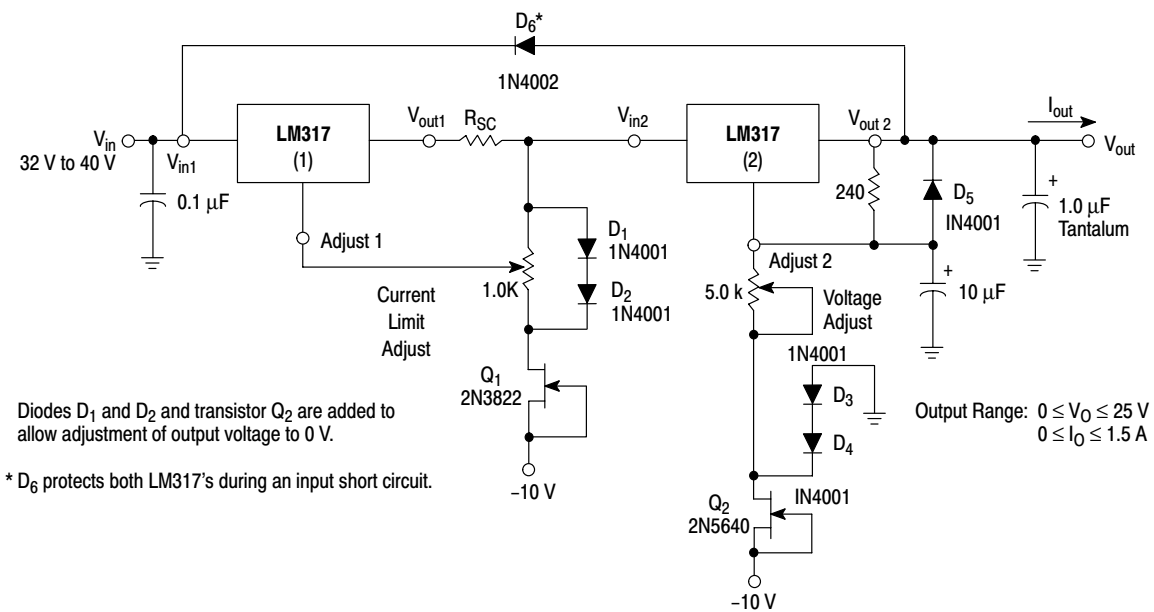 D6*
1N4002
Vin
32 V to 40 V
Vin1
0.1 μF
LM317
(1)
Vout1
RSC
Vin2
LM317
(2)
Vout 2
Iout
Vout
240
D5
IN4001
+
1.0 μF
Tantalum
Adjust 1
D1
1N4001
1.0K
D2
1N4001
Current
Limit
Adjust
Adjust 2
5.0 k
Voltage
Adjust
+
10 μF
1N4001
D3
D4
Q1
2N3822
–10 V
Q2
2N5640
IN4001
–10 V
Output Range: 0 ≤ VO ≤ 25 V
0 ≤ IO ≤ 1.5 A
Diodes D1 and D2 and transistor Q2 are added to
allow adjustment of output voltage to 0 V.
* D6 protects both LM317's during an input short circuit.